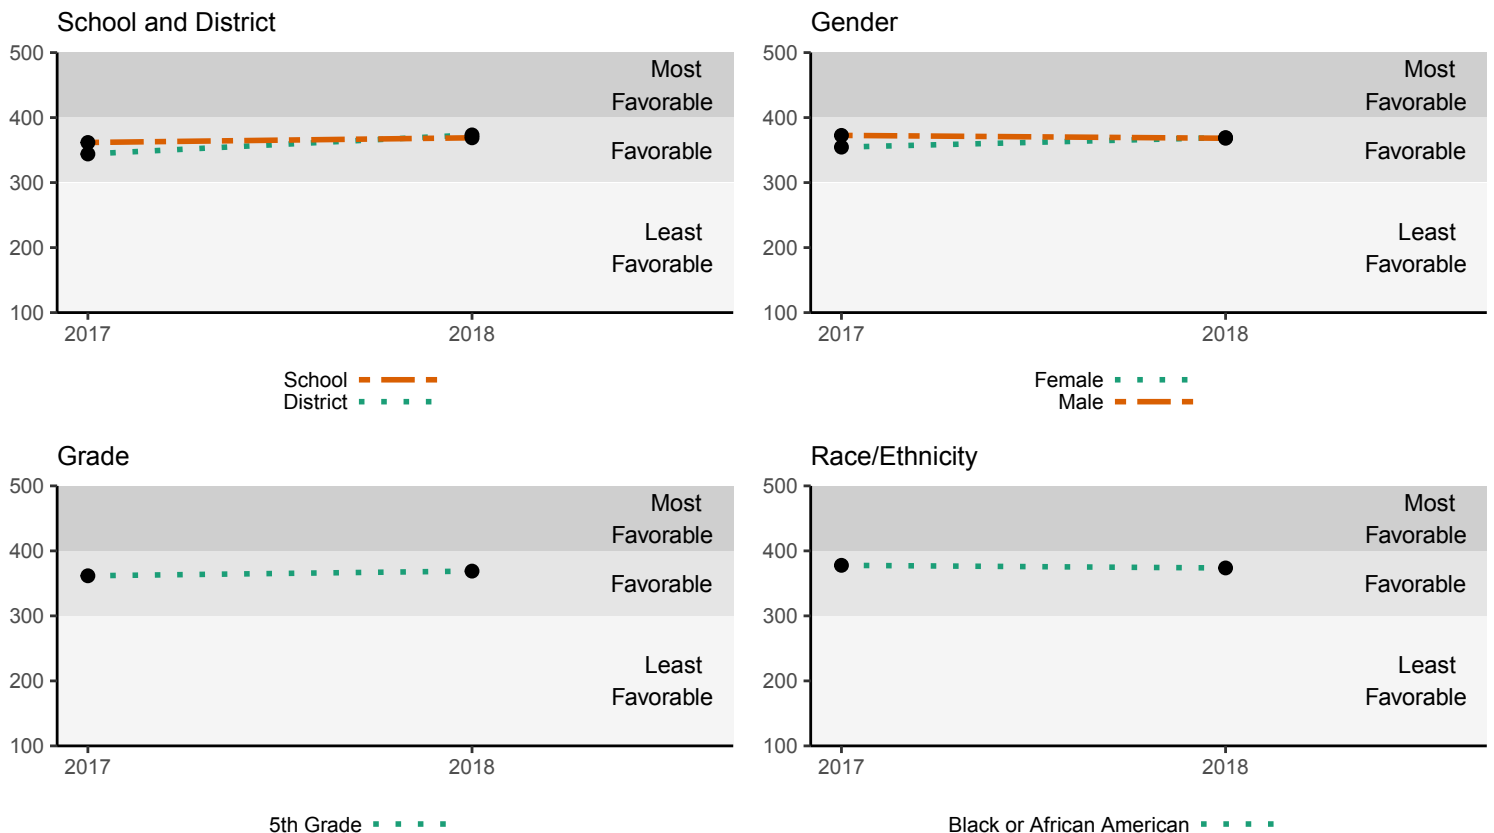 School and District
500
400
300
200
100
Most
Favorable
Favorable
Least
Favorable
2017 2018
School
District
Gender
500
400
300
200
100
Most
Favorable
Favorable
Least
Favorable
2017 2018
Female
Male
Grade
500
400
300
200
100
Most
Favorable
Favorable
Least
Favorable
2017 2018
5th Grade
Race/Ethnicity
500
400
300
200
100
Most
Favorable
Favorable
Least
Favorable
2017 2018
Black or African American